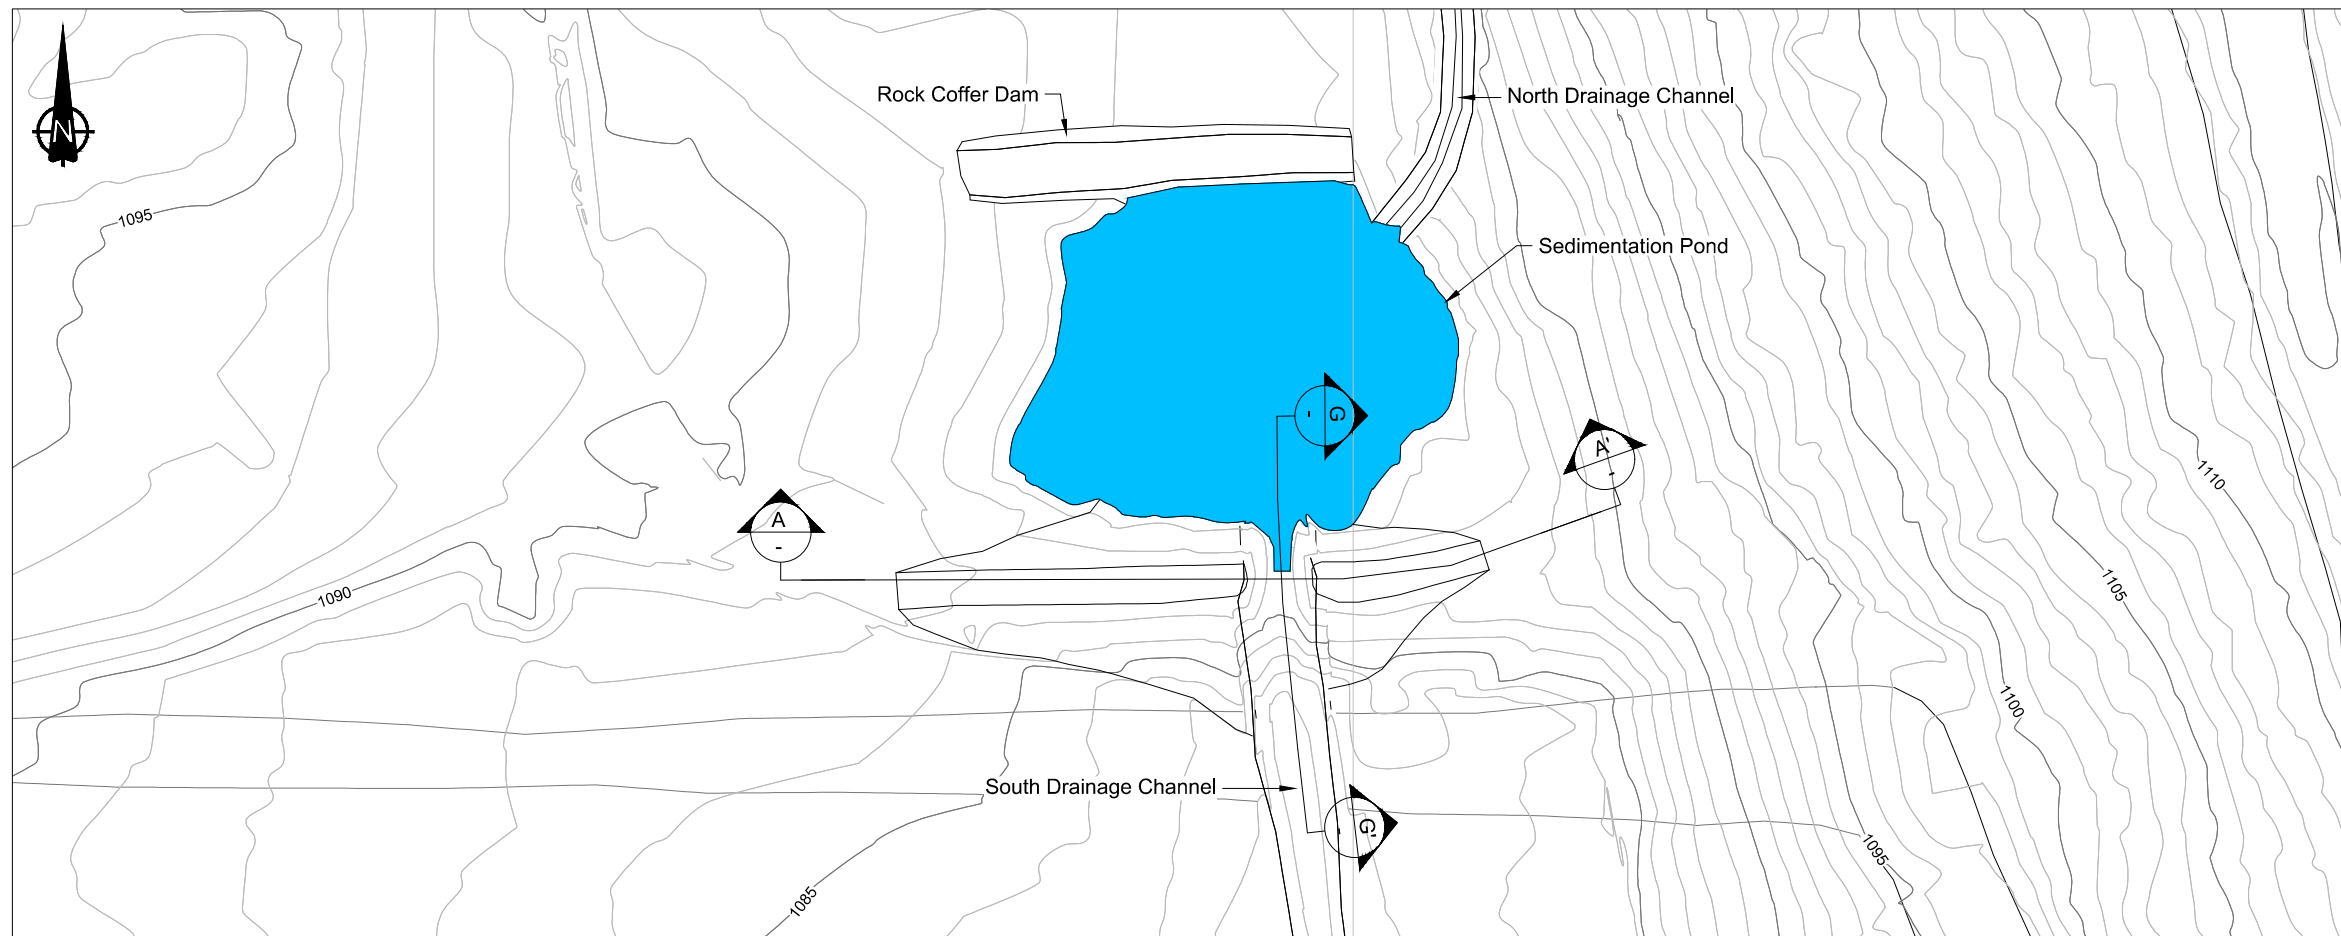 N
Rock Coffer Dam
North Drainage Channel
1095
Sedimentation Pond
G
-
A'
-
1110
A
-
1090
1105
1100
South Drainage Channel
G'
-
1095
1085